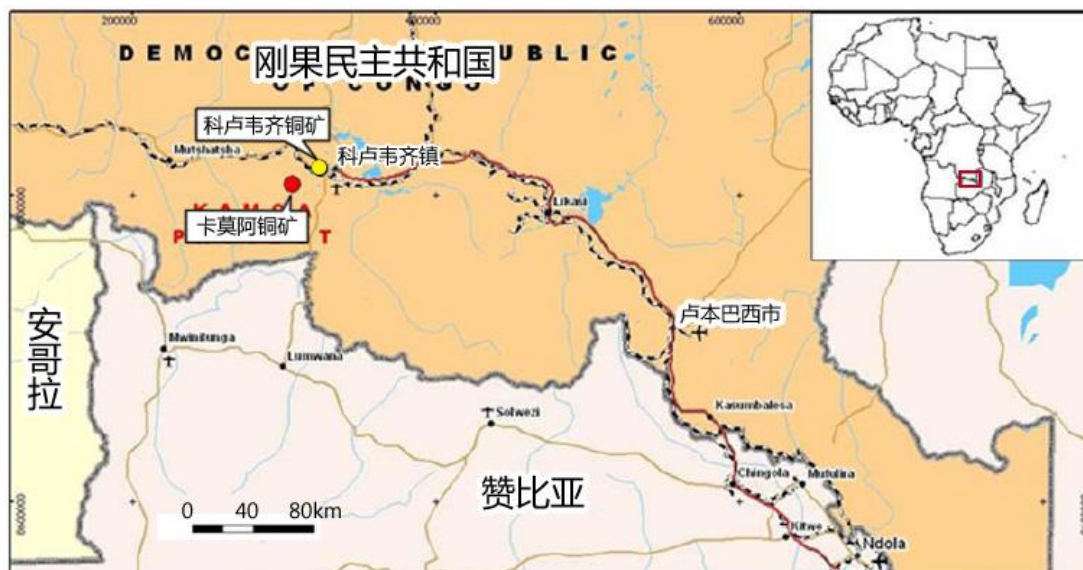 200000 400000 600000
DEMOC UBLIC
刚果民主共和国
OF CONGO
科卢韦齐铜矿
Mutshatsha
科卢韦齐镇
Likasi
卡莫阿铜矿
P T
卢本巴西市
安哥拉
Mwinilunga
Lumwana
Solwezi
Kasumbalesa
赞比亚
Chingola
Mufulira
0 40 80km
Kitwe
Ndola
8600000